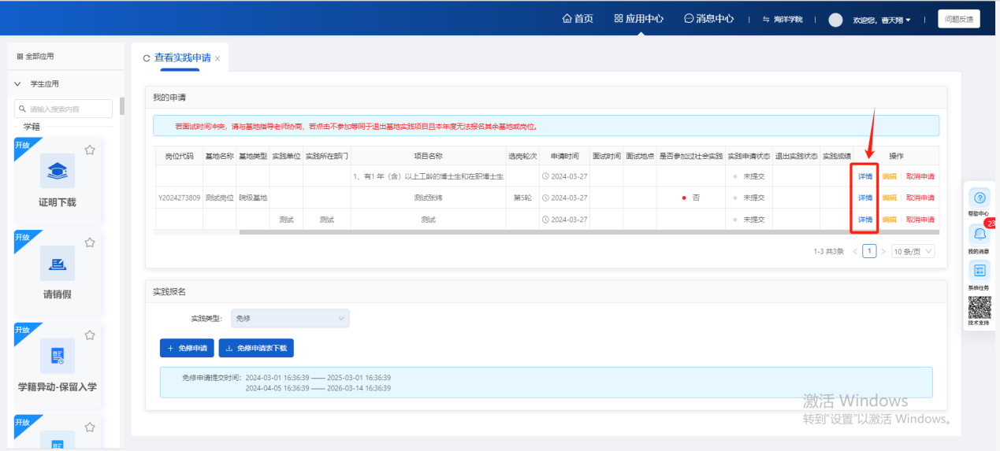 首页 应用中心 消息中心 海洋学院 欢迎您, 曹天翔 问题反馈
全部应用
学生应用
请输入搜索内容
学籍
开放
证明下载
开放
请销假
开放
学籍异动-保留入学
开放
查看实践申请
我的申请
若面试时间冲突,请与基地指导老师协商,若点击不参加等同于退出基地实践项目且本年度无法报名其余基地或岗位。
岗位代码 基地名称 基地类型 实践单位 实践所在部门 项目名称 选岗轮次 申请时间 面试时间 面试地点 是否参加过社会实践 实践申请状态 退出实践状态 实践成绩 操作
1、有1 年(含)以上工龄的博士生和在职博士生 2024-03-27 未提交 详情 编辑 取消申请
Y2024273809 测试岗位 院级基地 测试张炜 第5轮 2024-03-27 否 未提交 详情 编辑 取消申请
测试 测试 测试 2024-03-27 未提交 详情 编辑 取消申请
1-3 共3条 < 1 > 10 条/页
实践报名
实践类型: 免修
+ 免修申请 免修申请表下载
免修申请提交时间: 2024-03-01 16:36:39 —— 2025-03-01 16:36:39
2024-04-05 16:36:39 —— 2026-03-14 16:36:39
帮助中心
23
我的消息
系统任务
技术支持
激活 Windows
转到"设置"以激活 Windows。